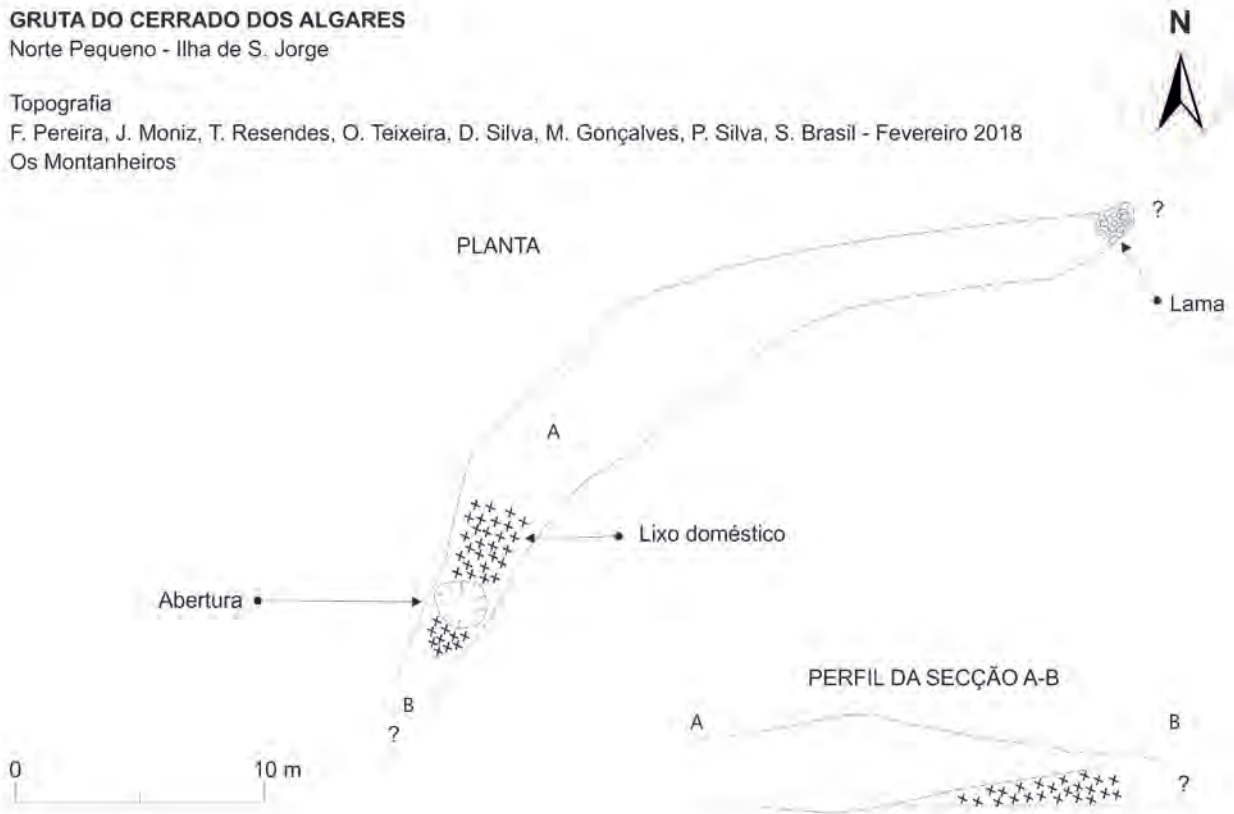 GRUTA DO CERRADO DOS ALGARES
Norte Pequeno - Ilha de S. Jorge
N
Topografia
F. Pereira, J. Moniz, T. Resendes, O. Teixeira, D. Silva, M. Gonçalves, P. Silva, S. Brasil - Fevereiro 2018
Os Montanheiros
PLANTA
?
Lama
A
Lixo doméstico
Abertura
B
?
PERFIL DA SECÇÃO A-B
A
B
?
0
10 m